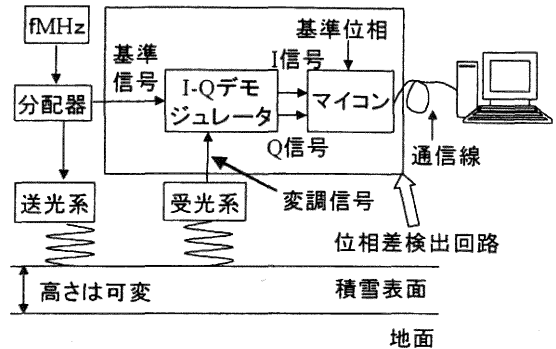 fMHz
基準位相
基準
信号
I信号
分配器
I-Qデモ
ジュレータ
マイコン
Q信号
通信線
送光系
受光系
変調信号
位相差検出回路
高さは可変
積雪表面
地面